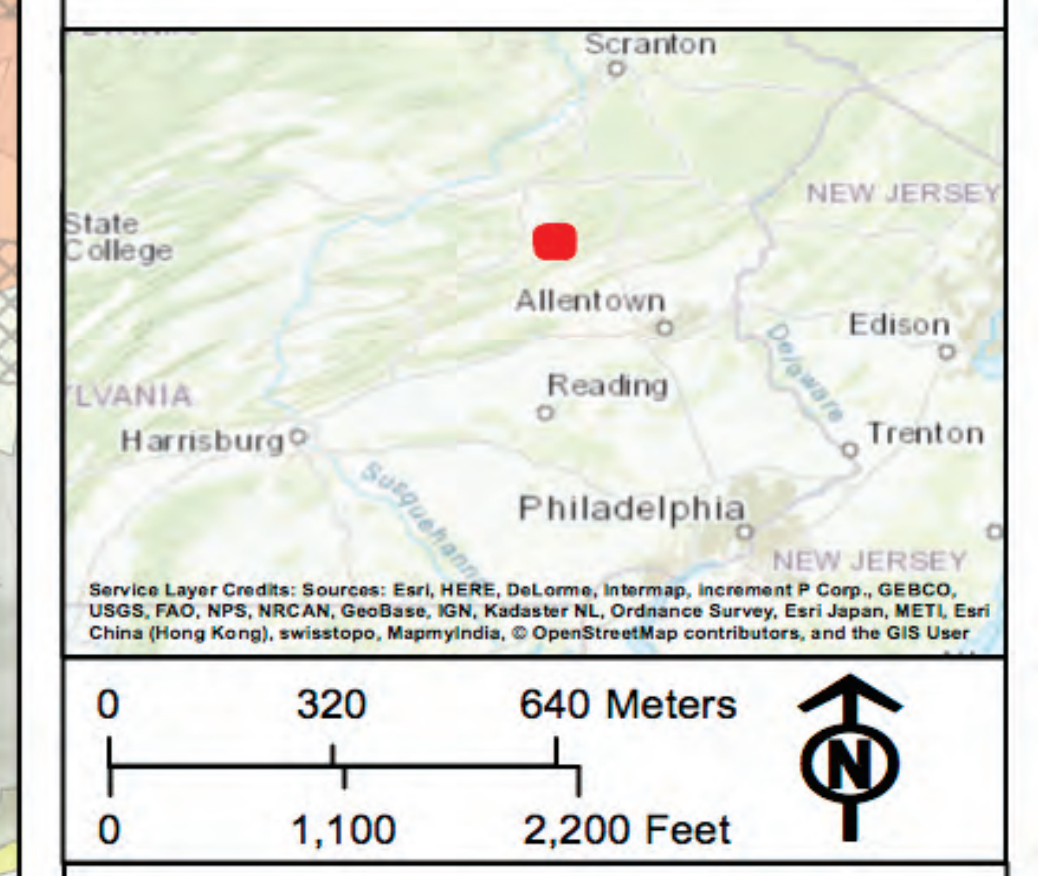 Scranton
NEW JERSEY
State
College
Allentown
Edison
Delaware
LVANIA
Reading
Harrisburg
Trenton
Susquehanna
Philadelphia
NEW JERSEY
Service Layer Credits: Sources: Esri, HERE, DeLorme, Intermap, increment P Corp., GEBCO,
USGS, FAO, NPS, NRCAN, GeoBase, IGN, Kadaster NL, Ordnance Survey, Esri Japan, METI, Esri
China (Hong Kong), swisstopo, MapmyIndia, © OpenStreetMap contributors, and the GIS User
0 320 640 Meters
N
0 1,100 2,200 Feet